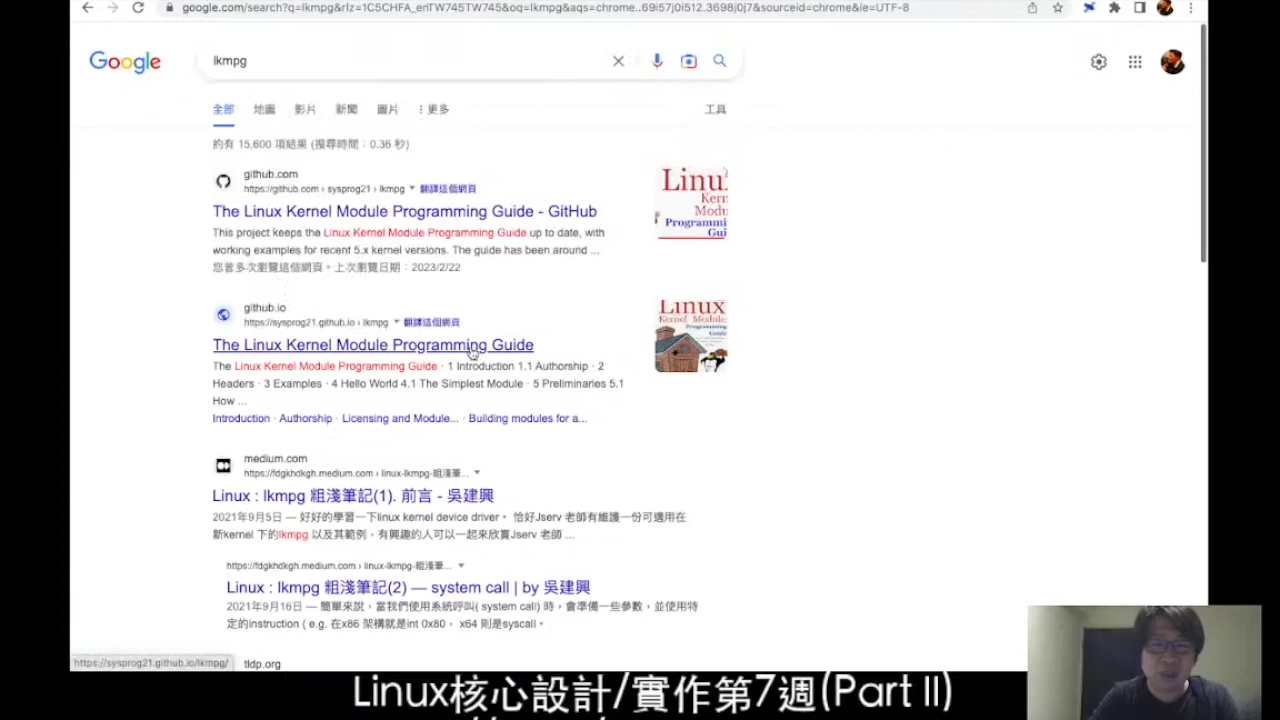 google.com/search?q=lkmpg&rlz=1C5CHFA_enTW745TW745&oq=lkmpg&aqs=chrome..69i57j0i512.3698j0j7&sourceid=chrome&ie=UTF-8
Google
lkmpg
全部 地圖 影片 新聞 圖片 更多 工具
約有 15,600 項結果 (搜尋時間：0.36 秒)
github.com
https://github.com › sysprog21 › lkmpg 翻譯這個網頁
The Linux Kernel Module Programming Guide - GitHub
This project keeps the Linux Kernel Module Programming Guide up to date, with
working examples for recent 5.x kernel versions. The guide has been around ...
您曾多次瀏覽這個網頁。上次瀏覽日期：2023/2/22
Linux
Kern
Modu
Programmi
Gui
github.io
https://sysprog21.github.io › lkmpg 翻譯這個網頁
The Linux Kernel Module Programming Guide
The Linux Kernel Module Programming Guide · 1 Introduction 1.1 Authorship · 2
Headers · 3 Examples · 4 Hello World 4.1 The Simplest Module · 5 Preliminaries 5.1
How ...
Introduction · Authorship · Licensing and Module... · Building modules for a...
Linux
Kernel Module
Programming
Guide
medium.com
https://fdgkhdkgh.medium.com › linux-lkmpg-粗淺筆...
Linux : lkmpg 粗淺筆記(1). 前言 - 吳建興
2021年9月5日 — 好好的學習一下linux kernel device driver。 恰好Jserv 老師有維護一份可適用在
新kernel 下的lkmpg 以及其範例，有興趣的人可以一起來欣賞Jserv 老師 ...
https://fdgkhdkgh.medium.com › linux-lkmpg-粗淺筆...
Linux : lkmpg 粗淺筆記(2) — system call | by 吳建興
2021年9月16日 — 簡單來說，當我們使用系統呼叫( system call) 時，會準備一些參數，並使用特
定的instruction ( e.g. 在x86 架構就是int 0x80， x64 則是syscall。
https://sysprog21.github.io/lkmpg/
tldp.org
Linux核心設計/實作第7週(Part II)